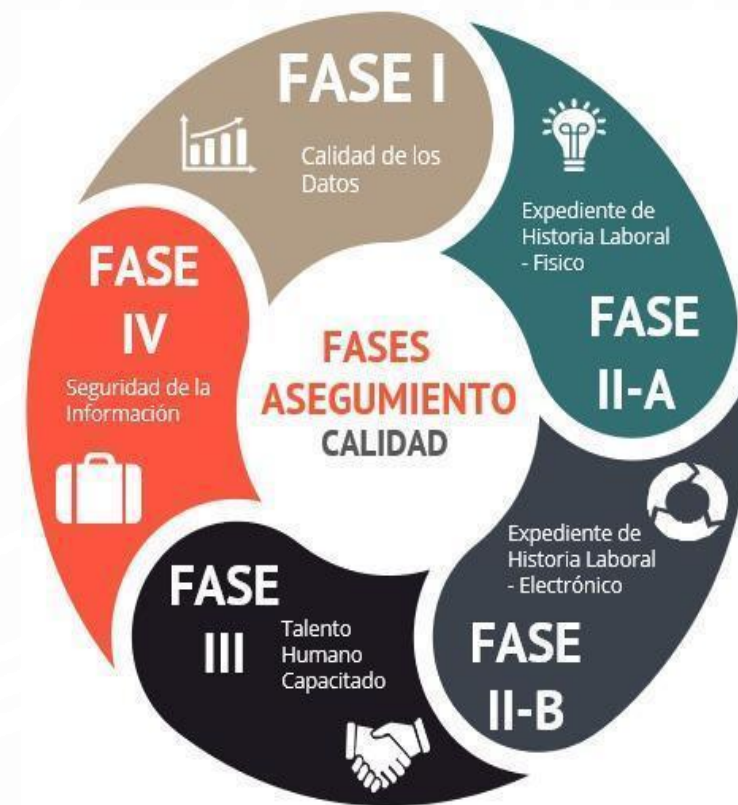 FASE I
Calidad de los
Datos
Expediente de
Historia Laboral
- Fisico
FASE
II-A
Expediente de
Historia Laboral
- Electrónico
FASE
II-B
FASE
III
Talento
Humano
Capacitado
FASE
IV
Seguridad de la
Información
FASES
ASEGUMIENTO
CALIDAD